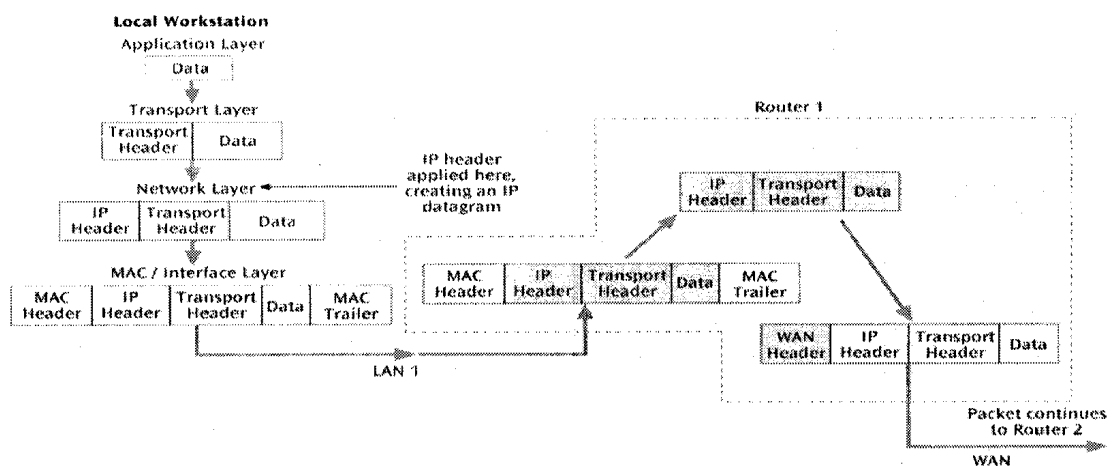 Local Workstation
Application Layer
Data
Transport Layer
Transport Header
Data
Network Layer
IP Header
Transport Header
Data
MAC / Interface Layer
MAC Header
IP Header
Transport Header
Data
MAC Trailer
LAN 1
IP header
applied here,
creating an IP
datagram
Router 1
IP Header
Transport Header
Data
MAC Header
IP Header
Transport Header
Data
MAC Trailer
WAN Header
IP Header
Transport Header
Data
Packet continues
to Router 2
WAN